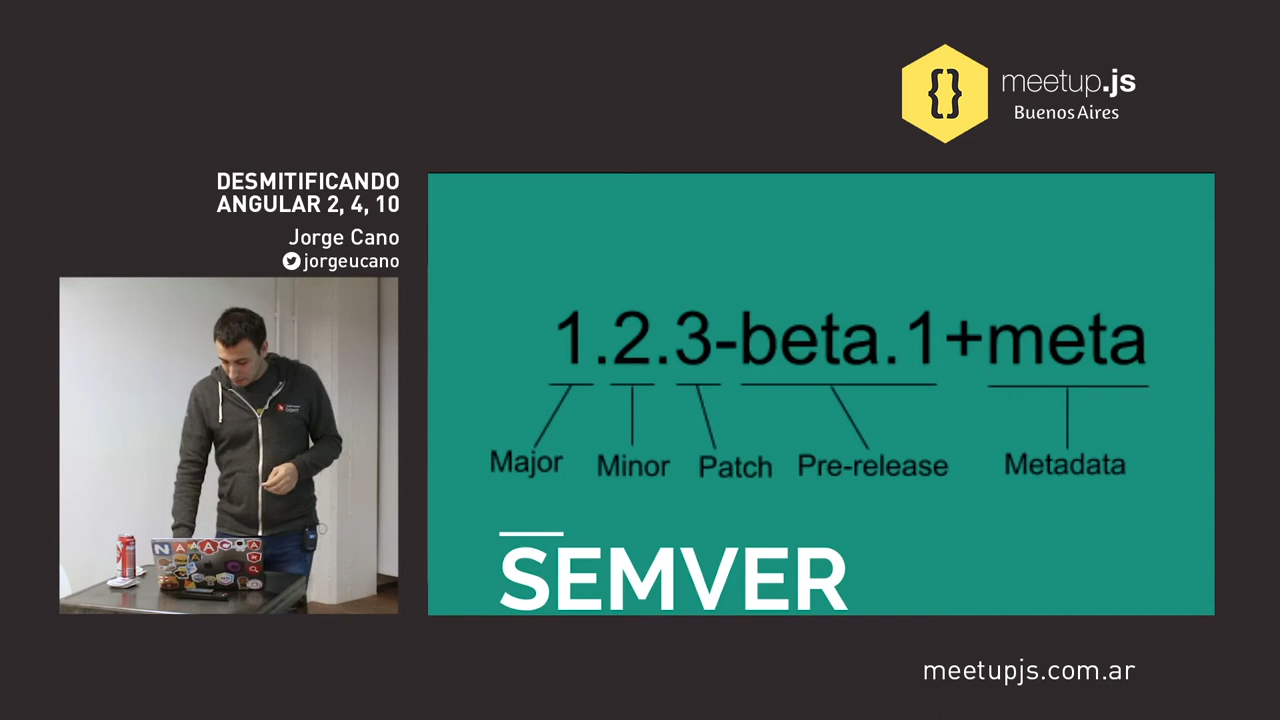 {}
meetup.js
Buenos Aires
DESMITIFICANDO
ANGULAR 2, 4, 10
Jorge Cano
jorgeucano
1.2.3-beta.1+meta
Major Minor Patch Pre-release Metadata
SEMVER
meetupjs.com.ar